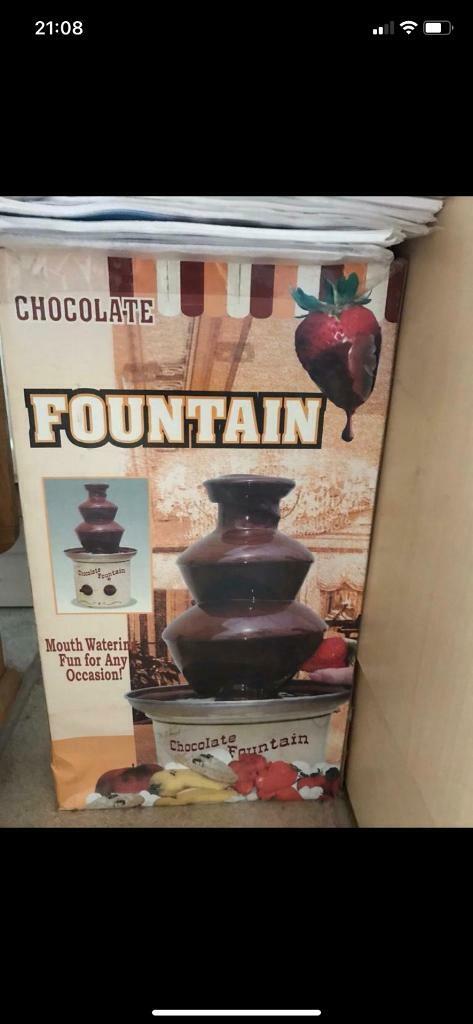 21:08
CHOCOLATE
FOUNTAIN
Chocolate Fountain
Mouth Watering
Fun for Any
Occasion!
Chocolate Fountain